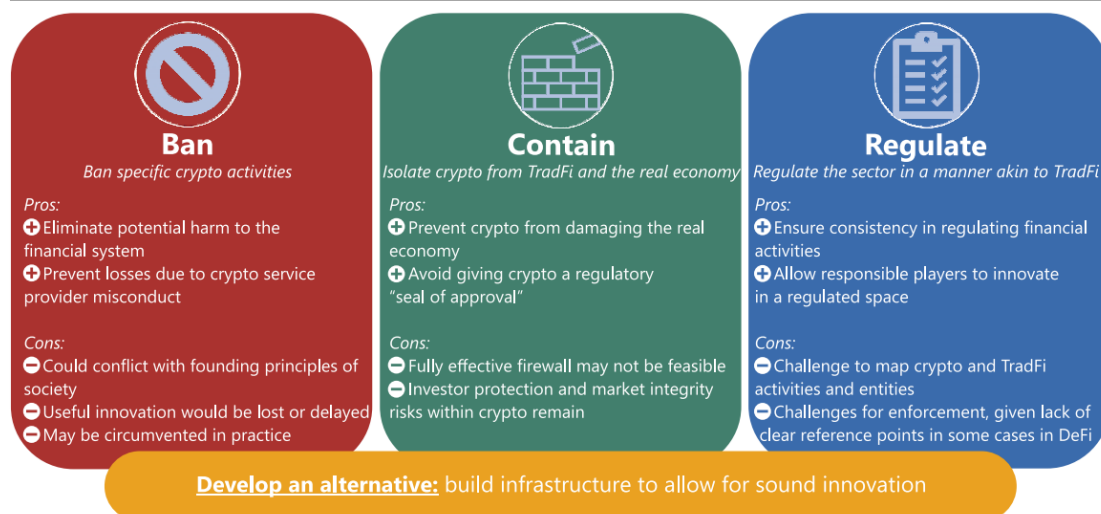 Ban
Ban specific crypto activities
Pros:
Eliminate potential harm to the
financial system
Prevent losses due to crypto service
provider misconduct
Cons:
Could conflict with founding principles of
society
Useful innovation would be lost or delayed
May be circumvented in practice
Contain
Isolate crypto from TradFi and the real economy
Pros:
Prevent crypto from damaging the real
economy
Avoid giving crypto a regulatory
“seal of approval”
Cons:
Fully effective firewall may not be feasible
Investor protection and market integrity
risks within crypto remain
Regulate
Regulate the sector in a manner akin to TradFi
Pros:
Ensure consistency in regulating financial
activities
Allow responsible players to innovate
in a regulated space
Cons:
Challenge to map crypto and TradFi
activities and entities
Challenges for enforcement, given lack of
clear reference points in some cases in DeFi
Develop an alternative: build infrastructure to allow for sound innovation